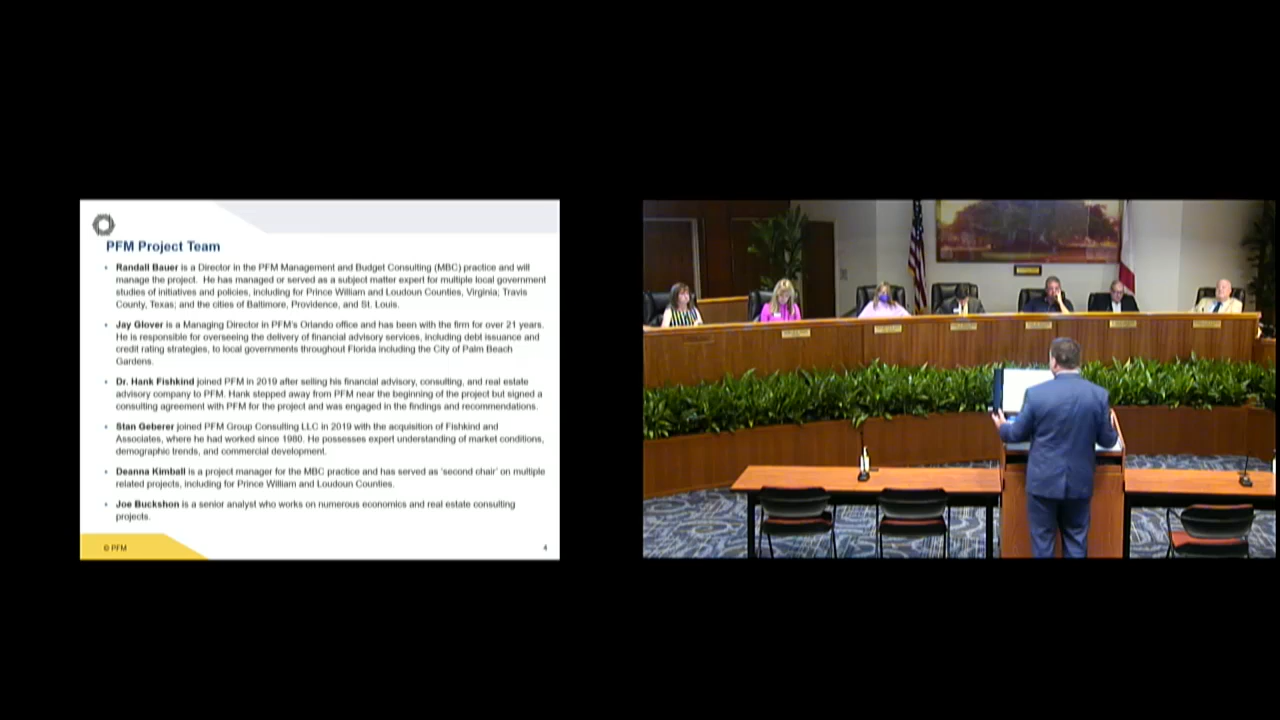 PFM Project Team
• Randall Bauer is a Director in the PFM Management and Budget Consulting (MBC) practice and will
manage the project. He has managed or served as a subject matter expert for multiple local government
studies of initiatives and policies, including for Prince William and Loudoun Counties, Virginia; Travis
County, Texas; and the cities of Baltimore, Providence, and St. Louis.
• Jay Glover is a Managing Director in PFM's Orlando office and has been with the firm for over 21 years.
He is responsible for overseeing the delivery of financial advisory services, including debt issuance and
credit rating strategies, to local governments throughout Florida including the City of Palm Beach
Gardens.
• Dr. Hank Fishkind joined PFM in 2019 after selling his financial advisory, consulting, and real estate
advisory company to PFM. Hank stepped away from PFM near the beginning of the project but signed a
consulting agreement with PFM for the project and was engaged in the findings and recommendations.
• Stan Geberer joined PFM Group Consulting LLC in 2019 with the acquisition of Fishkind and
Associates, where he had worked since 1980. He possesses expert understanding of market conditions,
demographic trends, and commercial development.
• Deanna Kimball is a project manager for the MBC practice and has served as 'second chair' on multiple
related projects, including for Prince William and Loudoun Counties.
• Joe Buckshon is a senior analyst who works on numerous economics and real estate consulting
projects.
© PFM
4